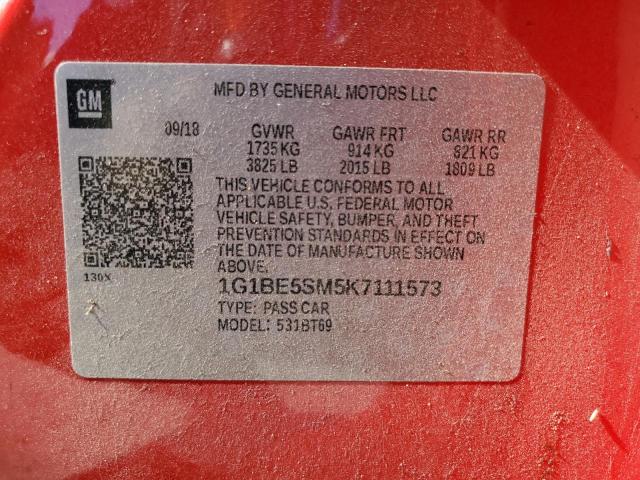 GM
MFD BY GENERAL MOTORS LLC
09/18 GVWR GAWR FRT GAWR RR
1735 KG 914 KG 821 KG
3825 LB 2015 LB 1809 LB
THIS VEHICLE CONFORMS TO ALL
APPLICABLE U.S. FEDERAL MOTOR
VEHICLE SAFETY, BUMPER, AND THEFT
PREVENTION STANDARDS IN EFFECT ON
THE DATE OF MANUFACTURE SHOWN ABOVE.
130X
1G1BE5SM5K7111573
TYPE: PASS CAR
MODEL: 531BT69